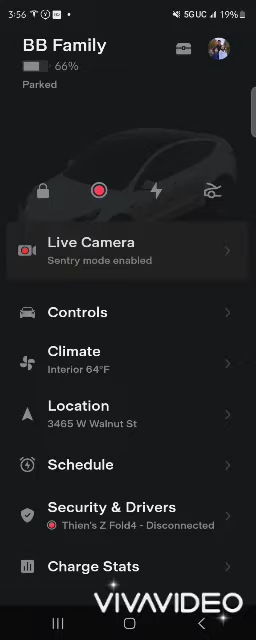 3:56
5GUC
19%
BB Family
66%
Parked
Live Camera
Sentry mode enabled
Controls
Climate
Interior 64°F
Location
3465 W Walnut St
Schedule
Security & Drivers
Thien's Z Fold4 - Disconnected
Charge Stats
VIVAVIDEO